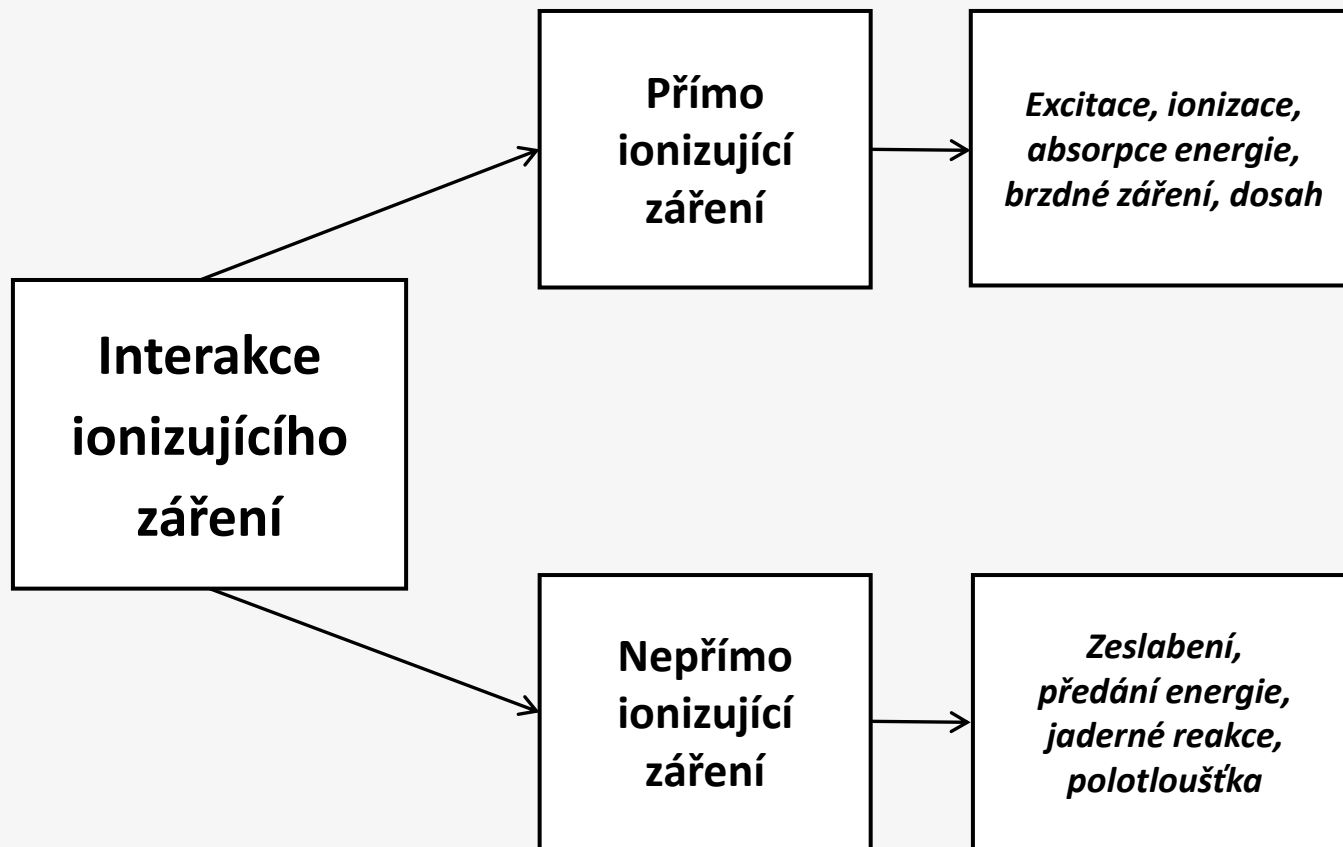 Interakce
ionizujícího
záření
Přímo
ionizující
záření
Excitace, ionizace,
absorpce energie,
brzdné záření, dosah
Nepřímo
ionizující
záření
Zeslabení,
předání energie,
jaderné reakce,
polotloušťka